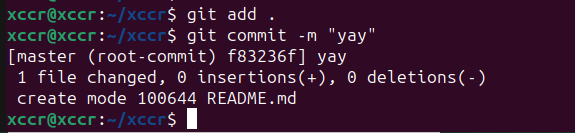 xccr@xccr:~/xccr$ git add .
xccr@xccr:~/xccr$ git commit -m "yay"
[master (root-commit) f83236f] yay
 1 file changed, 0 insertions(+), 0 deletions(-)
 create mode 100644 README.md
xccr@xccr:~/xccr$